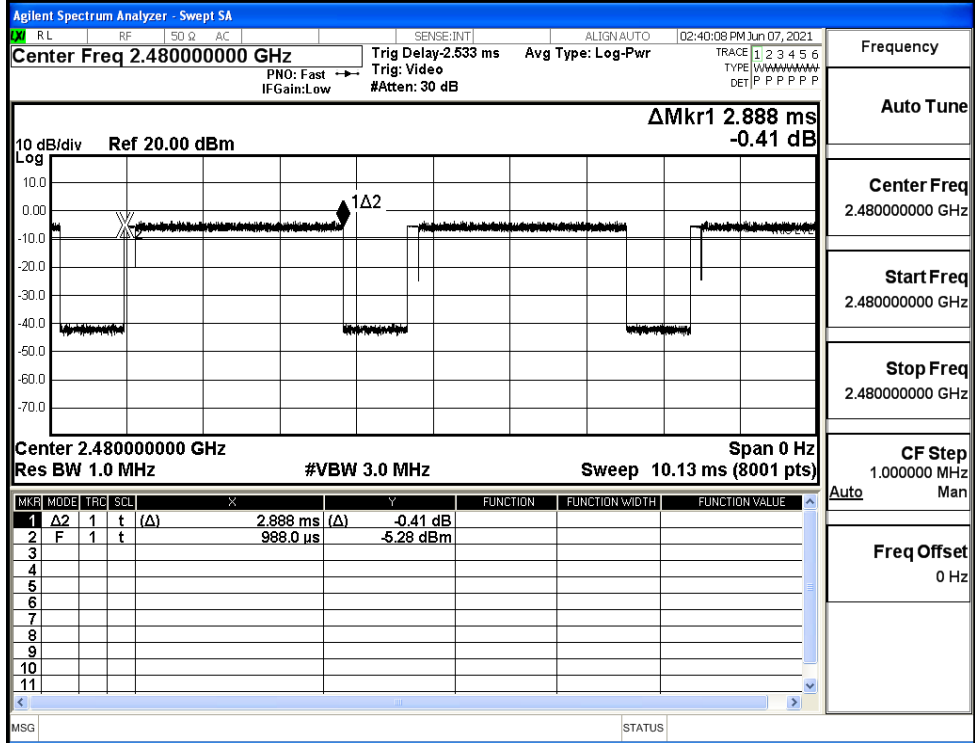 Agilent Spectrum Analyzer - Swept SA
LXI RL RF 50 Ω AC SENSE:INT ALIGN AUTO 02:40:08 PM Jun 07, 2021
Center Freq 2.480000000 GHz
PNO: Fast
IFGain:Low
Trig Delay-2.533 ms
Trig: Video
#Atten: 30 dB
Avg Type: Log-Pwr
TRACE 1 2 3 4 5 6
TYPE WWWWWW
DET P P P P P P
ΔMkr1 2.888 ms
-0.41 dB
10 dB/div Ref 20.00 dBm
Log
10.0
0.00
-10.0
-20.0
-30.0
-40.0
-50.0
-60.0
-70.0
1Δ2
2
Center 2.480000000 GHz Span 0 Hz
Res BW 1.0 MHz #VBW 3.0 MHz Sweep 10.13 ms (8001 pts)
MKR MODE TRC SCL X Y FUNCTION FUNCTION WIDTH FUNCTION VALUE
1 Δ2 1 t (Δ) 2.888 ms (Δ) -0.41 dB
2 F 1 t 988.0 µs -5.28 dBm
3
4
5
6
7
8
9
10
11
MSG STATUS
Frequency
Auto Tune
Center Freq
2.480000000 GHz
Start Freq
2.480000000 GHz
Stop Freq
2.480000000 GHz
CF Step
1.000000 MHz
Auto Man
Freq Offset
0 Hz